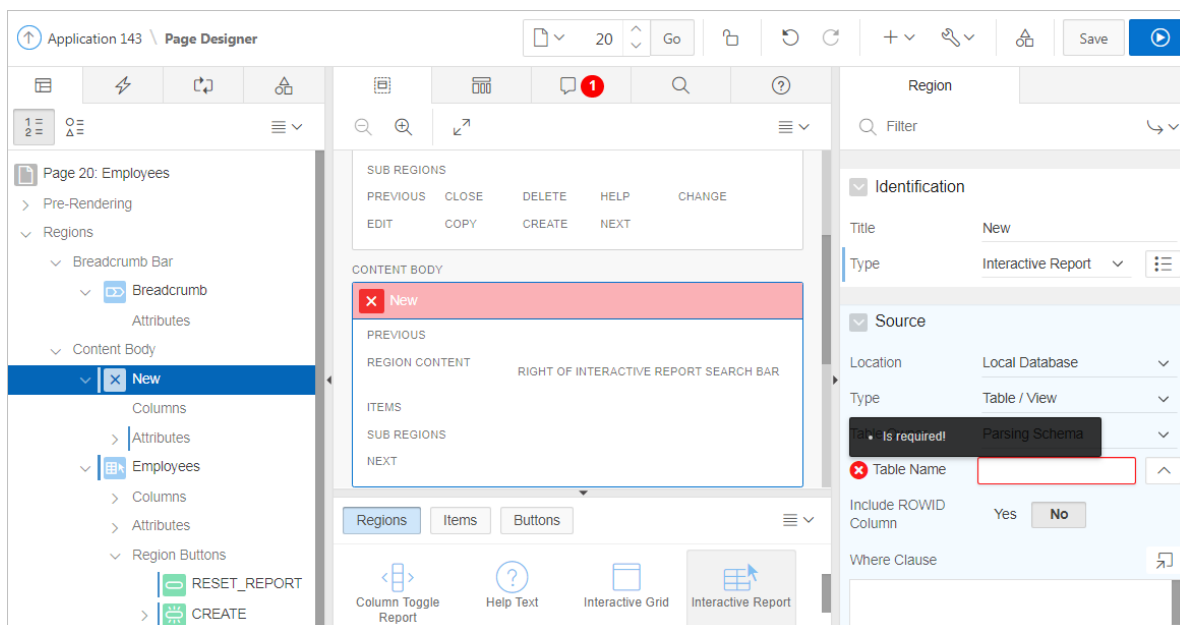 Application 143 \ Page Designer
20
Go
Save
1
Region
1 =
2 =
Filter
Page 20: Employees
Pre-Rendering
Regions
Breadcrumb Bar
Breadcrumb
Attributes
Content Body
New
Columns
Attributes
Employees
Columns
Attributes
Region Buttons
RESET_REPORT
CREATE
SUB REGIONS
PREVIOUS CLOSE DELETE HELP CHANGE
EDIT COPY CREATE NEXT
CONTENT BODY
New
PREVIOUS
REGION CONTENT
RIGHT OF INTERACTIVE REPORT SEARCH BAR
ITEMS
SUB REGIONS
NEXT
Regions Items Buttons
Column Toggle
Report
Help Text
Interactive Grid
Interactive Report
Identification
Title New
Type Interactive Report
Source
Location Local Database
Type Table / View
• Is required!
Parsing Schema
Table Name
Include ROWID
Column
Yes No
Where Clause